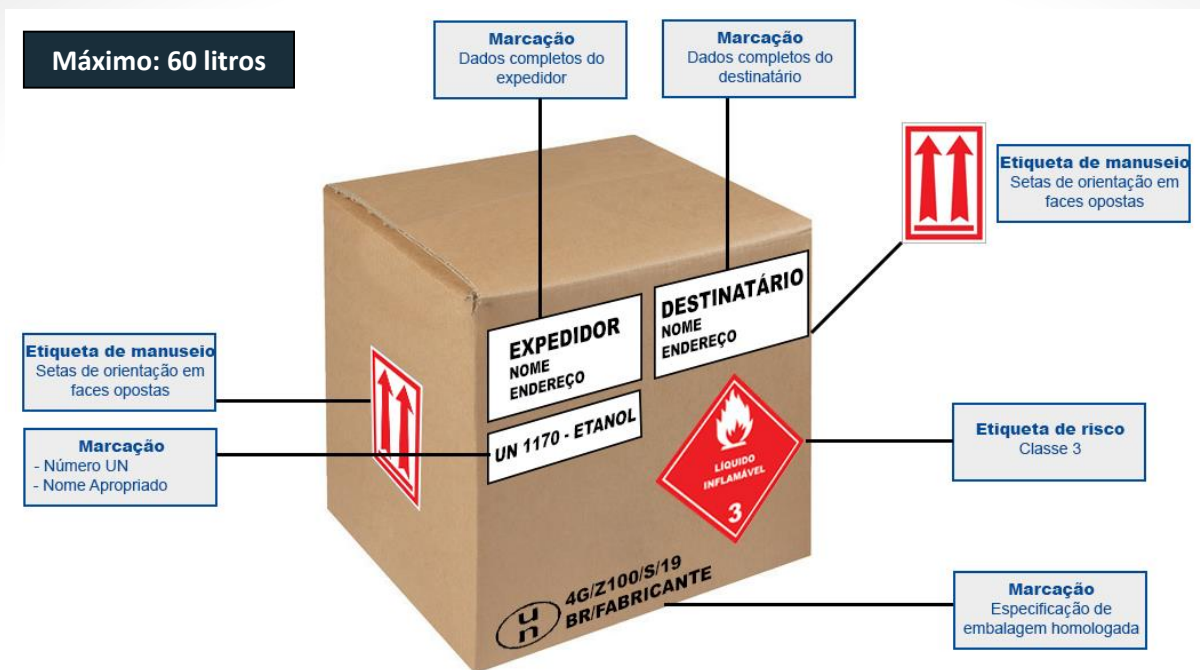 Máximo: 60 litros
Marcação
Dados completos do
expedidor
Marcação
Dados completos do
destinatário
Etiqueta de manuseio
Setas de orientação em
faces opostas
EXPEDIDOR
NOME
ENDEREÇO
DESTINATÁRIO
NOME
ENDEREÇO
Etiqueta de manuseio
Setas de orientação em
faces opostas
Marcação
- Número UN
- Nome Apropriado
UN 1170 - ETANOL
LÍQUIDO
INFLAMÁVEL
3
Etiqueta de risco
Classe 3
un
4G/Z100/S/19
BR/FABRICANTE
Marcação
Especificação de
embalagem homologada